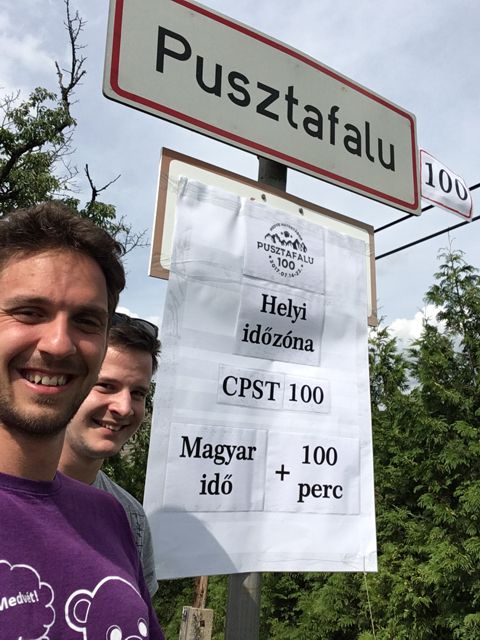 Pusztafalu
100
PUSZTAFALU
100
Helyi
időzóna
CPST 100
Magyar
idő
+
100
perc
Medvét!